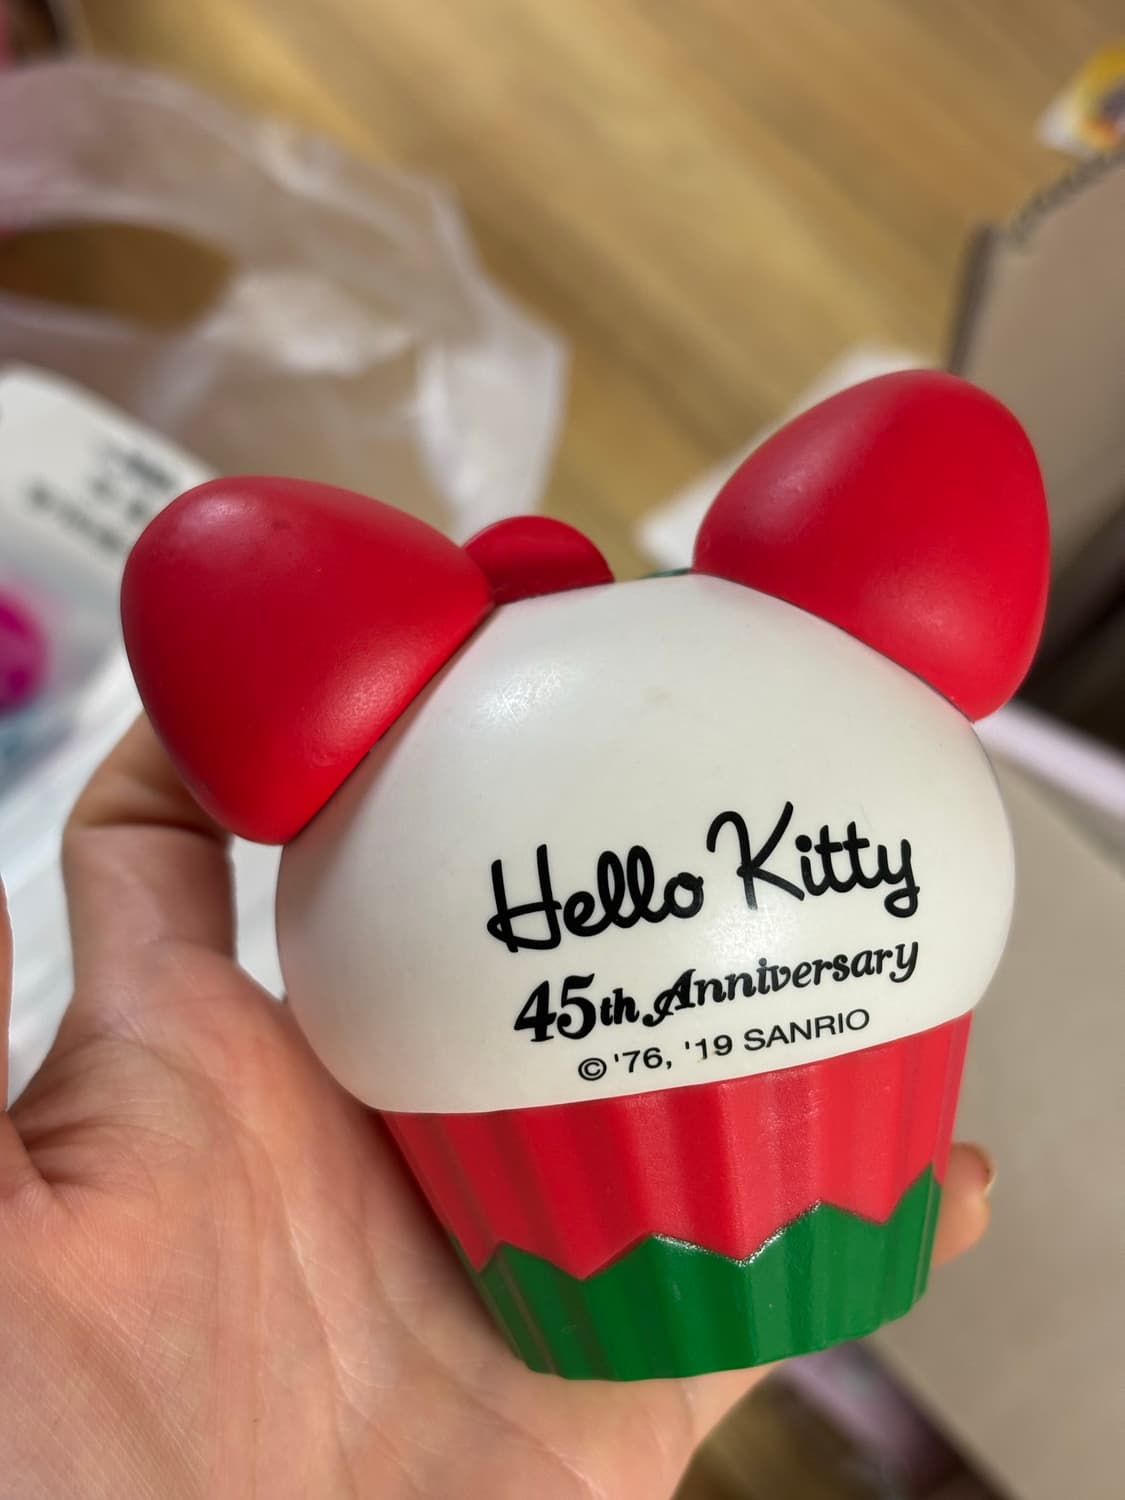 Hello Kitty
45th Anniversary
© '76, '19 SANRIO